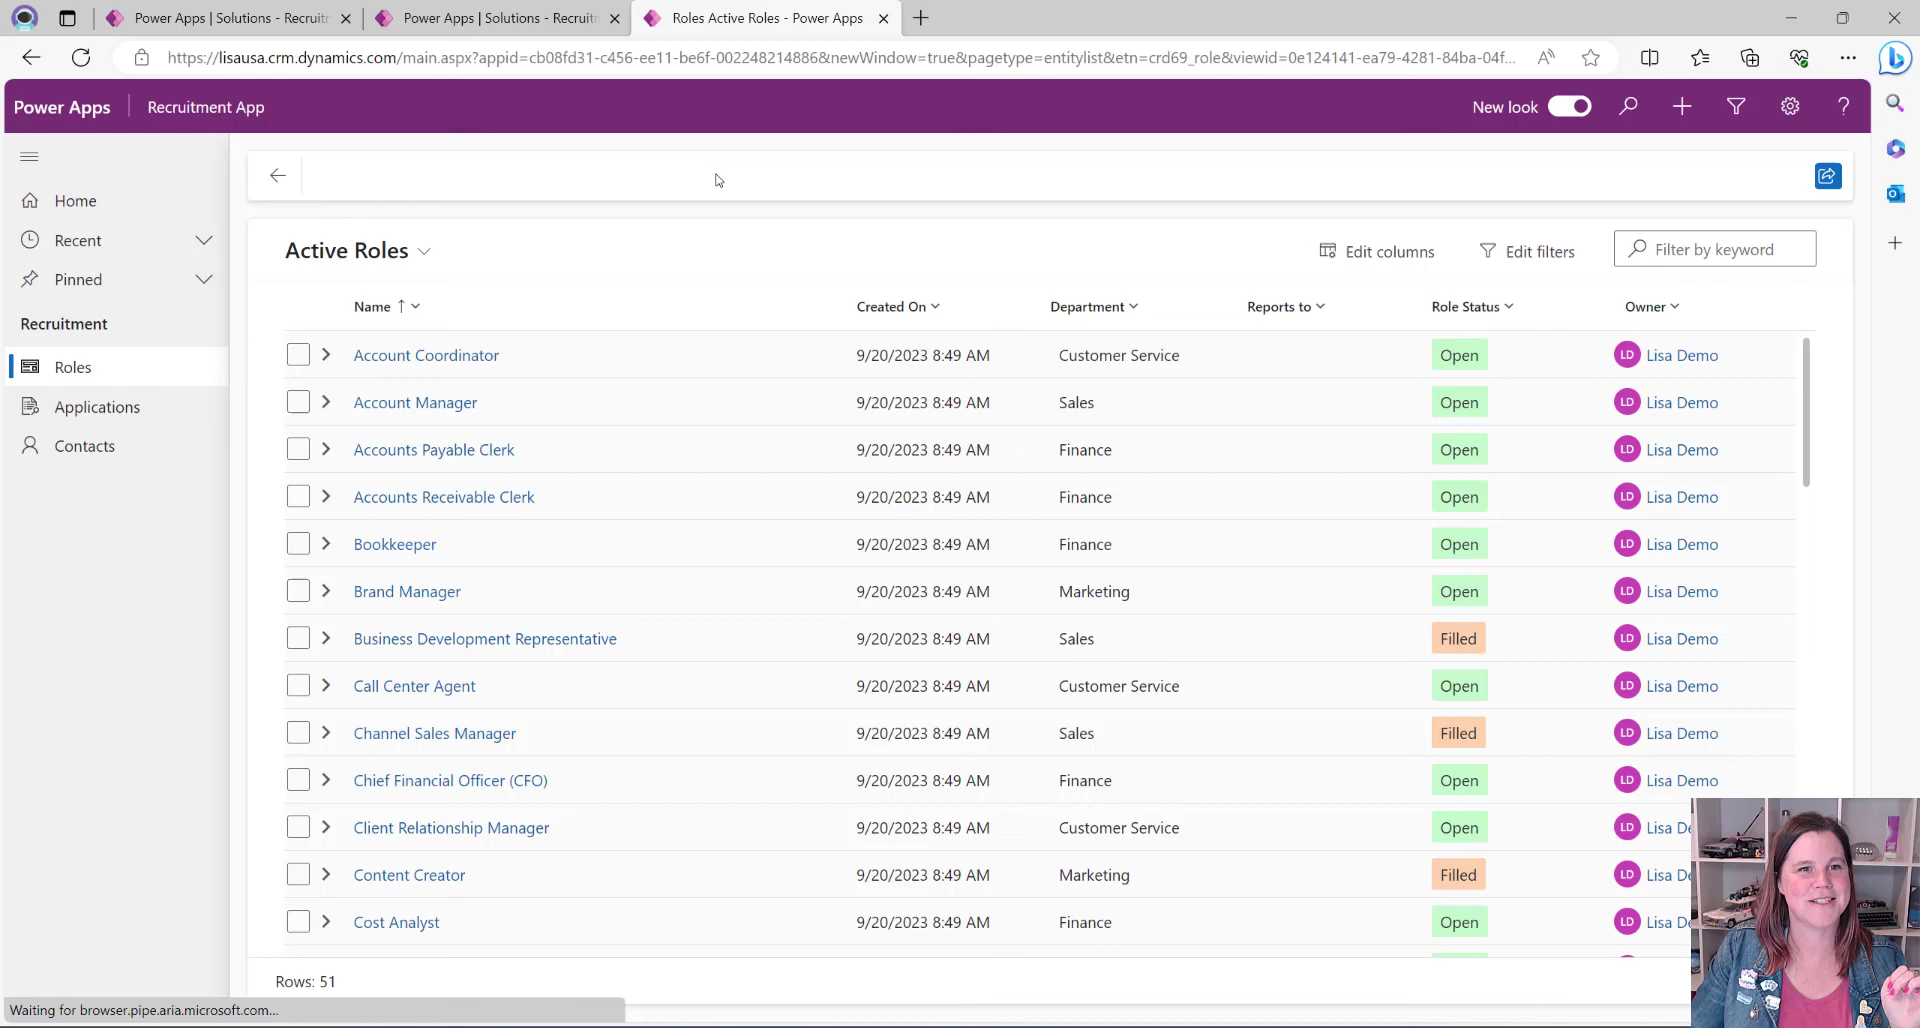 Power Apps | Solutions - Recruitm
Power Apps | Solutions - Recruitm
Roles Active Roles - Power Apps
https://lisausa.crm.dynamics.com/main.aspx?appid=cb08fd31-c456-ee11-be6f-002248214886&newWindow=true&pagetype=entitylist&etn=crd69_role&viewid=0e124141-ea79-4281-84ba-04f...
Power Apps
Recruitment App
New look
Home
Recent
Pinned
Recruitment
Roles
Applications
Contacts
Active Roles
Edit columns
Edit filters
Filter by keyword
Name Created On Department Reports to Role Status Owner
Account Coordinator 9/20/2023 8:49 AM Customer Service Open LD Lisa Demo
Account Manager 9/20/2023 8:49 AM Sales Open LD Lisa Demo
Accounts Payable Clerk 9/20/2023 8:49 AM Finance Open LD Lisa Demo
Accounts Receivable Clerk 9/20/2023 8:49 AM Finance Open LD Lisa Demo
Bookkeeper 9/20/2023 8:49 AM Finance Open LD Lisa Demo
Brand Manager 9/20/2023 8:49 AM Marketing Open LD Lisa Demo
Business Development Representative 9/20/2023 8:49 AM Sales Filled LD Lisa Demo
Call Center Agent 9/20/2023 8:49 AM Customer Service Open LD Lisa Demo
Channel Sales Manager 9/20/2023 8:49 AM Sales Filled LD Lisa Demo
Chief Financial Officer (CFO) 9/20/2023 8:49 AM Finance Open LD Lisa Demo
Client Relationship Manager 9/20/2023 8:49 AM Customer Service Open LD Lisa De
Content Creator 9/20/2023 8:49 AM Marketing Filled LD Lisa De
Cost Analyst 9/20/2023 8:49 AM Finance Open LD Lisa De
Rows: 51
Waiting for browser.pipe.aria.microsoft.com...